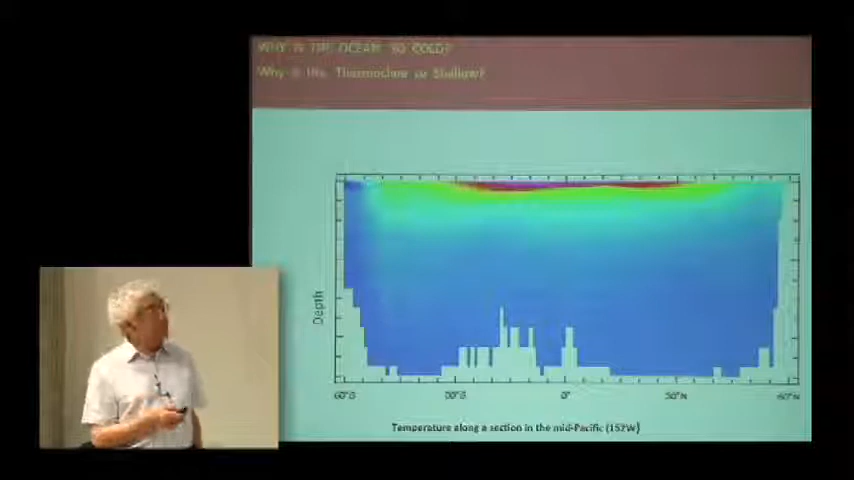 WHY IS THE OCEAN SO COLD?
Why is the Thermocline so Shallow?
Depth
60°S 30°S 0° 30°N 60°N
Temperature along a section in the mid-Pacific (152W)